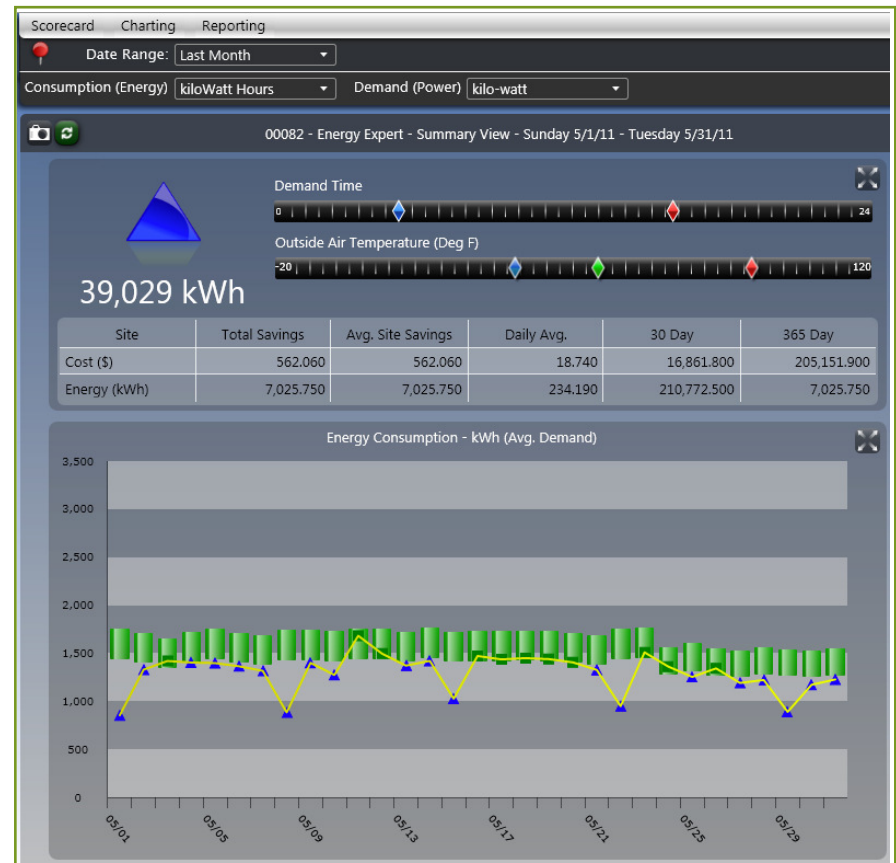 Scorecard Charting Reporting
Date Range: Last Month
Consumption (Energy) kiloWatt Hours Demand (Power) kilo-watt
00082 - Energy Expert - Summary View - Sunday 5/1/11 - Tuesday 5/31/11
Demand Time
0 24
Outside Air Temperature (Deg F)
-20 120
39,029 kWh
Site Total Savings Avg. Site Savings Daily Avg. 30 Day 365 Day
Cost ($) 562.060 562.060 18.740 16,861.800 205,151.900
Energy (kWh) 7,025.750 7,025.750 234.190 210,772.500 7,025.750
Energy Consumption - kWh (Avg. Demand)
3,500
3,000
2,500
2,000
1,500
1,000
500
0
05/01 05/05 05/09 05/13 05/17 05/21 05/25 05/29